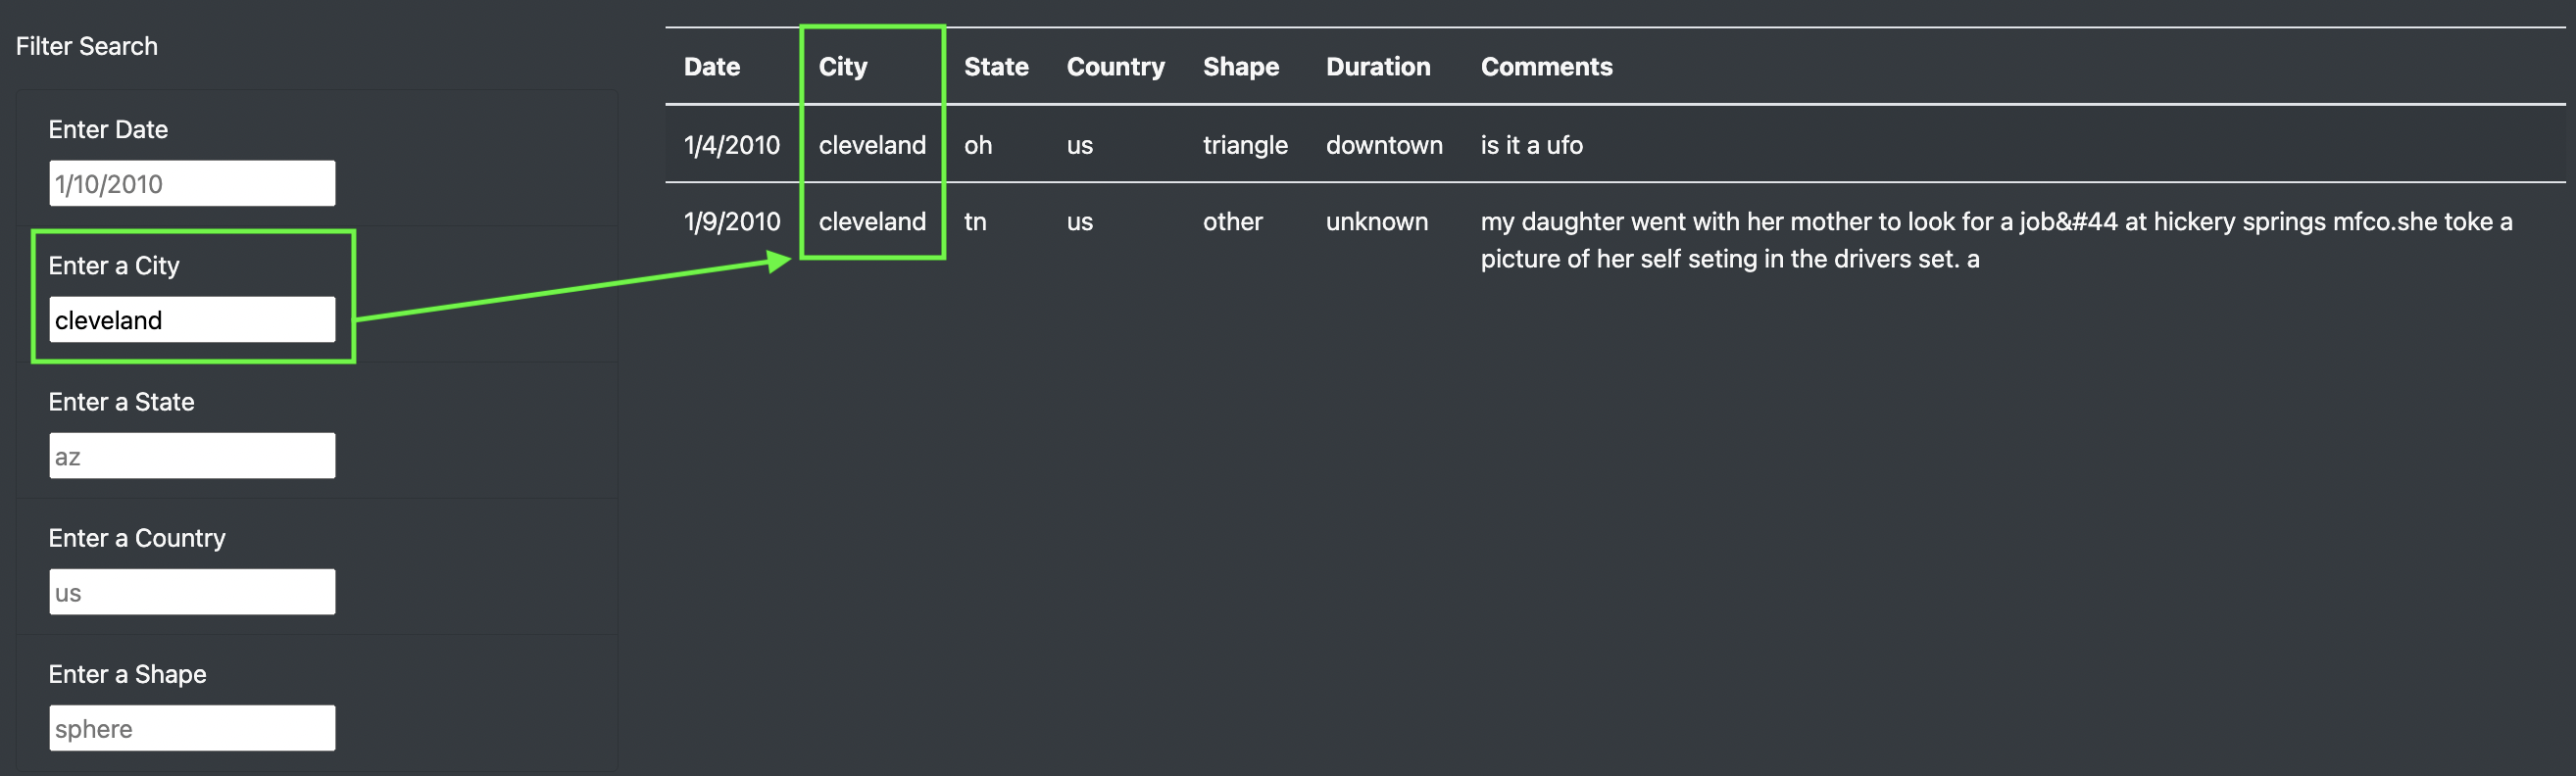 Filter Search
Enter Date
1/10/2010
Enter a City
cleveland
Enter a State
az
Enter a Country
us
Enter a Shape
sphere
Date City State Country Shape Duration Comments
1/4/2010 cleveland oh us triangle downtown is it a ufo
1/9/2010 cleveland tn us other unknown my daughter went with her mother to look for a job&#44 at hickery springs mfco.she toke a
picture of her self seting in the drivers set. a